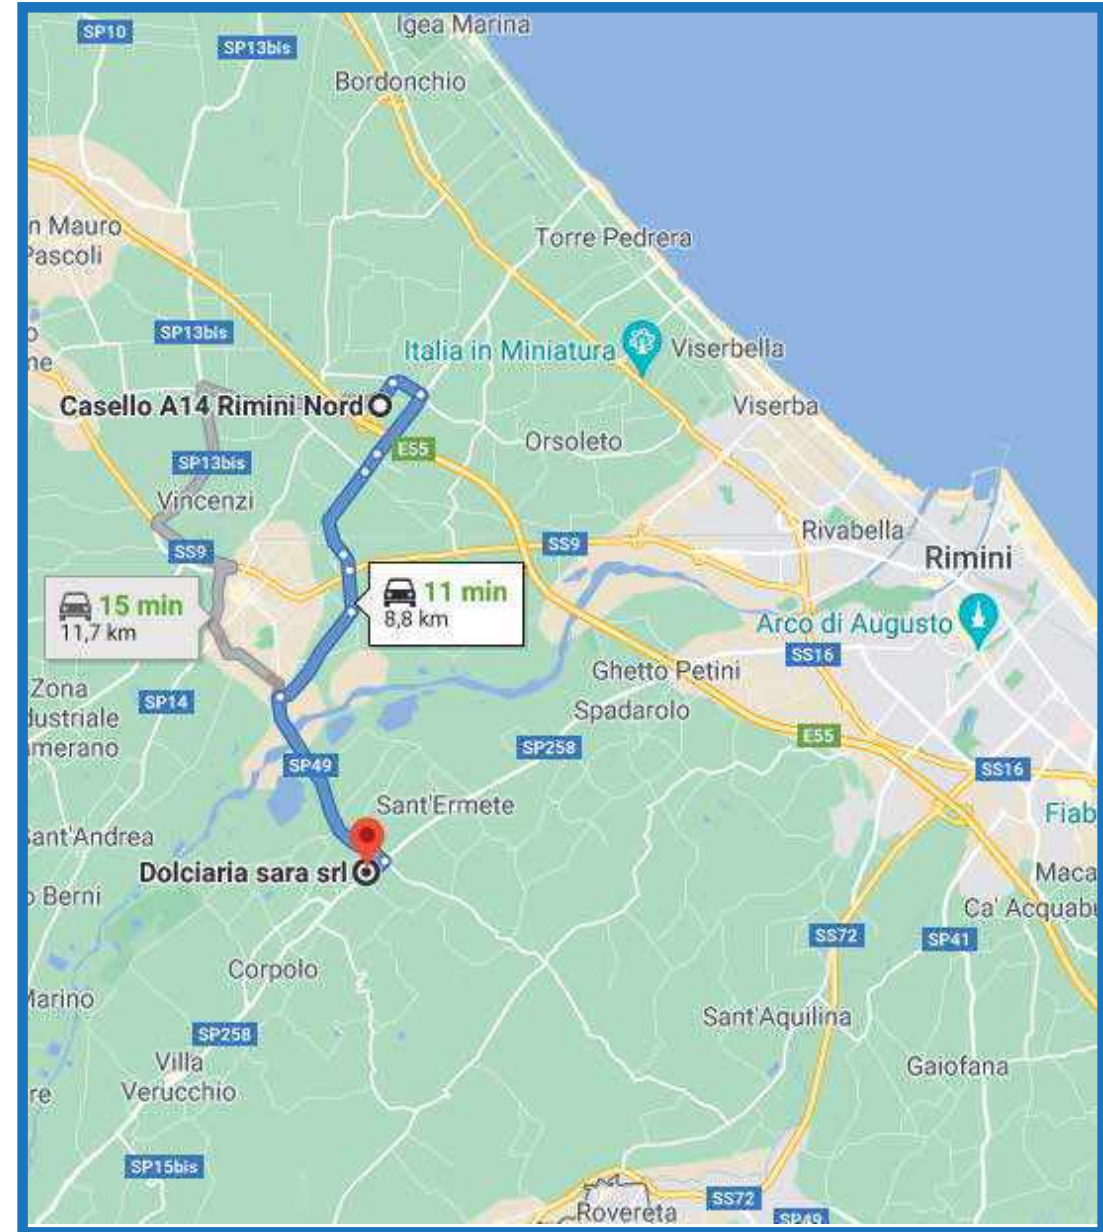 Igea Marina
SP10
SP13bis
Bordonchio
n Mauro
Pascoli
Torre Pedrera
SP13bis
Italia in Miniatura
Viserbella
me
Casello A14 Rimini Nord
Viserba
E55
Orsoleto
SP13bis
Vincenzi
Rivabella
SS9
SS9
Rimini
15 min
11,7 km
11 min
8,8 km
Arco di Augusto
SS16
Ghetto Petini
Zona
dustriale
amerano
SP14
Spadarolo
SP258
E55
SP49
SS16
Sant'Ermete
Fiab
Sant'Andrea
Dolciaria sara srl
Maca
o Berni
Ca' Acquab
SS72
SP41
Corpolo
Marino
Sant'Aquilina
SP258
Villa
Verucchio
Gaiofana
re
SP15bis
SS72
Rovereta
SP49